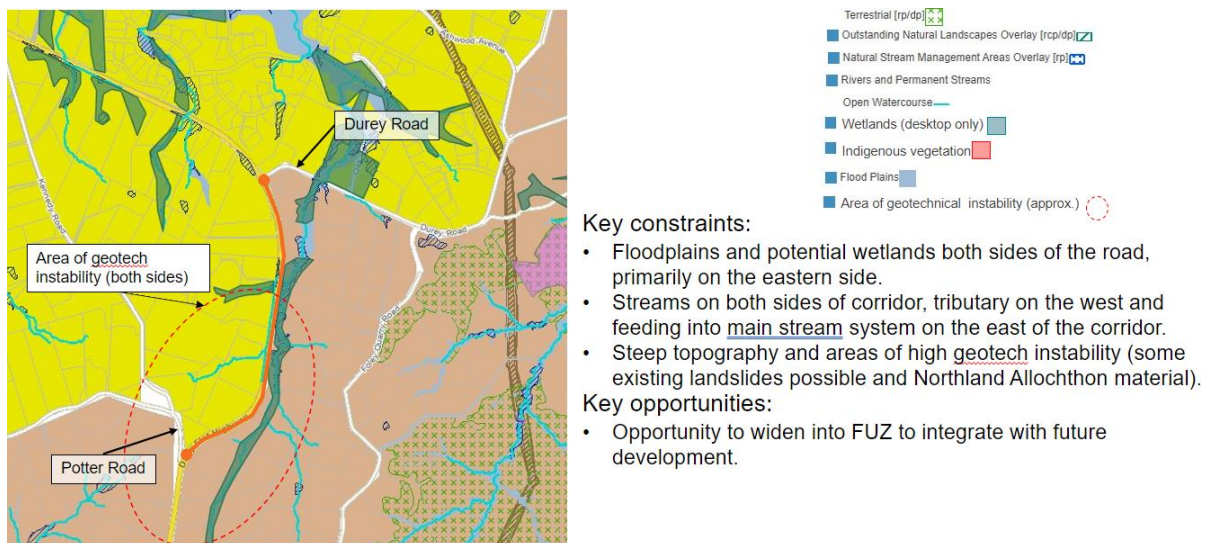 Ashwood Avenue
Durey Road
Kennedy Road
Durey Road
Area of geotech
instability (both sides)
Foley Quarry Road
Potter Road
Terrestrial [rp/dp]
Outstanding Natural Landscapes Overlay [rcp/dp]
Natural Stream Management Areas Overlay [rp]
Rivers and Permanent Streams
Open Watercourse
Wetlands (desktop only)
Indigenous vegetation
Flood Plains
Area of geotechnical instability (approx.)
Key constraints:
• Floodplains and potential wetlands both sides of the road,
primarily on the eastern side.
• Streams on both sides of corridor, tributary on the west and
feeding into main stream system on the east of the corridor.
• Steep topography and areas of high geotech instability (some
existing landslides possible and Northland Allochthon material).
Key opportunities:
• Opportunity to widen into FUZ to integrate with future
development.